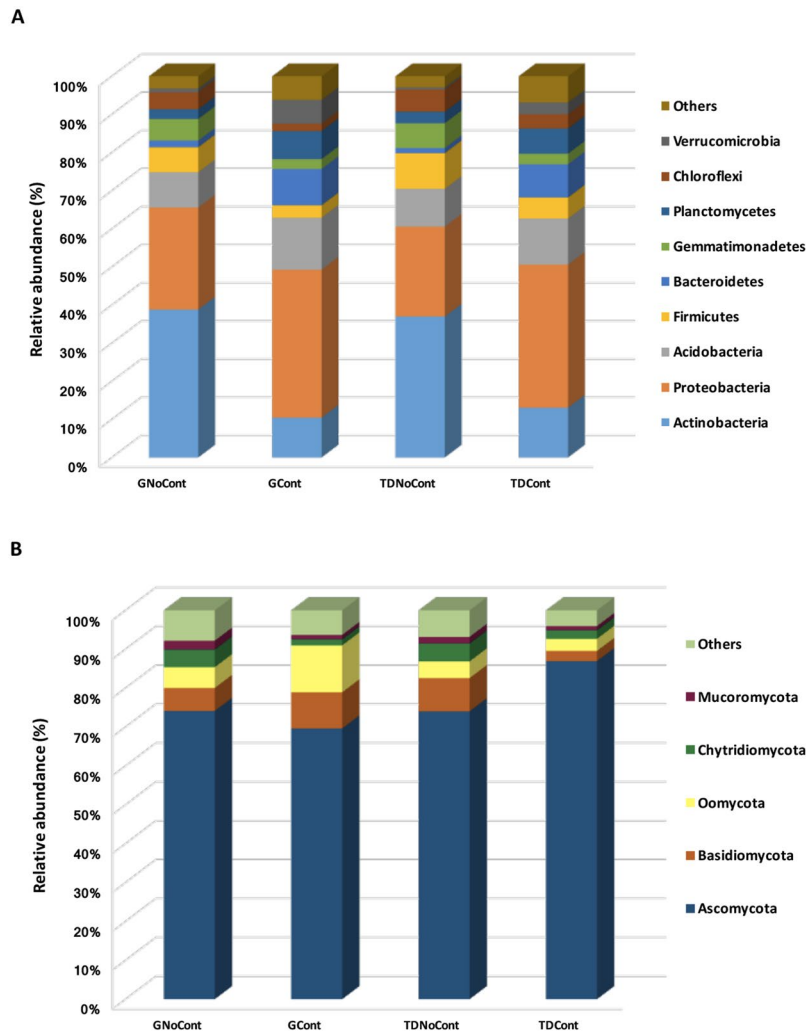 A
Relative abundance (%)
100%
90%
80%
70%
60%
50%
40%
30%
20%
10%
0%
GNoCont GCont TDNoCont TDCont
Others
Verrucomicrobia
Chloroflexi
Planctomycetes
Gemmatimonadetes
Bacteroidetes
Firmicutes
Acidobacteria
Proteobacteria
Actinobacteria
B
Relative abundance (%)
100%
90%
80%
70%
60%
50%
40%
30%
20%
10%
0%
GNoCont GCont TDNoCont TDCont
Others
Mucoromycota
Chytridiomycota
Oomycota
Basidiomycota
Ascomycota